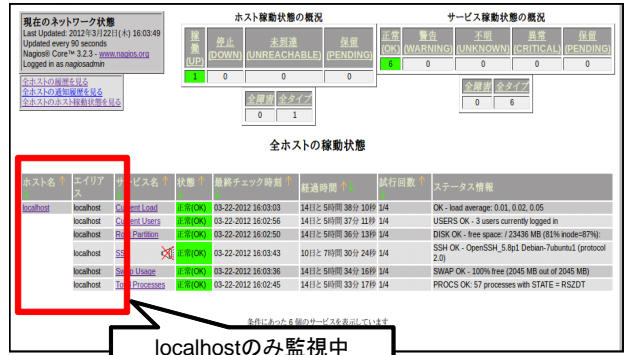 現在のネットワーク状態
Last Updated: 2012年3月22日(木) 16:03:49
Updated every 90 seconds
Nagios® Core™ 3.2.3 - www.nagios.org
Logged in as nagiosadmin
全ホストの履歴を見る
全ホストの通知履歴を見る
全ホストのホスト稼動状態を見る
ホスト稼動状態の概況
稼働(UP) 停止(DOWN) 未到達(UNREACHABLE) 保留(PENDING)
1 0 0 0
全障害 全タイプ
0 1
サービス稼動状態の概況
正常(OK) 警告(WARNING) 不明(UNKNOWN) 異常(CRITICAL) 保留(PENDING)
6 0 0 0 0
全障害 全タイプ
0 6
全ホストの稼動状態
ホスト名 エイリアス サービス名 状態 最終チェック時刻 経過時間 試行回数 ステータス情報
localhost localhost Current Load 正常(OK) 03-22-2012 16:03:03 14日と 5時間 38分 10秒 1/4 OK - load average: 0.01, 0.02, 0.05
localhost Current Users 正常(OK) 03-22-2012 16:02:56 14日と 5時間 37分 11秒 1/4 USERS OK - 3 users currently logged in
localhost Root Partition 正常(OK) 03-22-2012 16:02:50 14日と 5時間 36分 13秒 1/4 DISK OK - free space: / 23436 MB (81% inode=87%):
localhost SSH 正常(OK) 03-22-2012 16:03:43 10日と 7時間 30分 24秒 1/4 SSH OK - OpenSSH_5.8p1 Debian-7ubuntu1 (protocol 2.0)
localhost Swap Usage 正常(OK) 03-22-2012 16:03:36 14日と 5時間 34分 16秒 1/4 SWAP OK - 100% free (2045 MB out of 2045 MB)
localhost Total Processes 正常(OK) 03-22-2012 16:02:45 14日と 5時間 33分 17秒 1/4 PROCS OK: 57 processes with STATE = RSZDT
条件にあった 6 個のサービスを表示しています
localhostのみ監視中